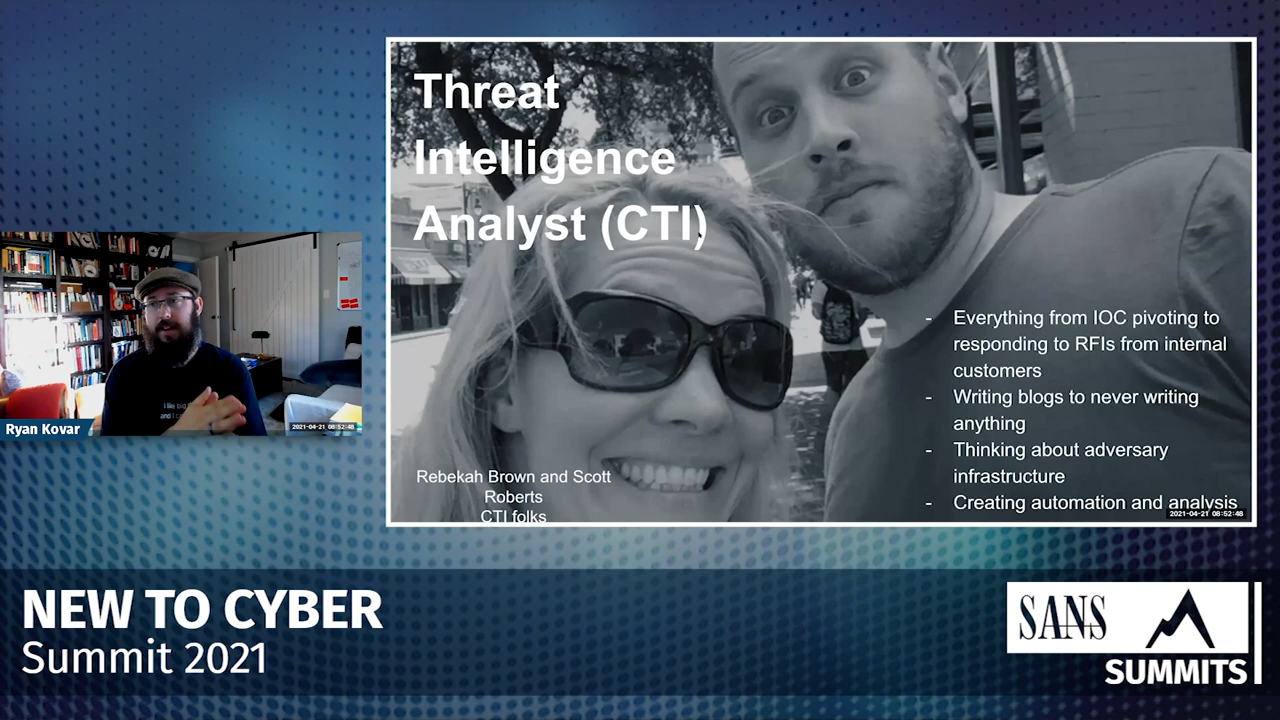 Threat
Intelligence
Analyst (CTI)
- Everything from IOC pivoting to
responding to RFIs from internal
customers
- Writing blogs to never writing
anything
- Thinking about adversary
infrastructure
- Creating automation and analysis
2021-04-21 08:52:48
Rebekah Brown and Scott
Roberts
CTI folks
I like big
and I c
Ryan Kovar
2021-04-21 08:52:48
NEW TO CYBER
Summit 2021
SANS
SUMMITS